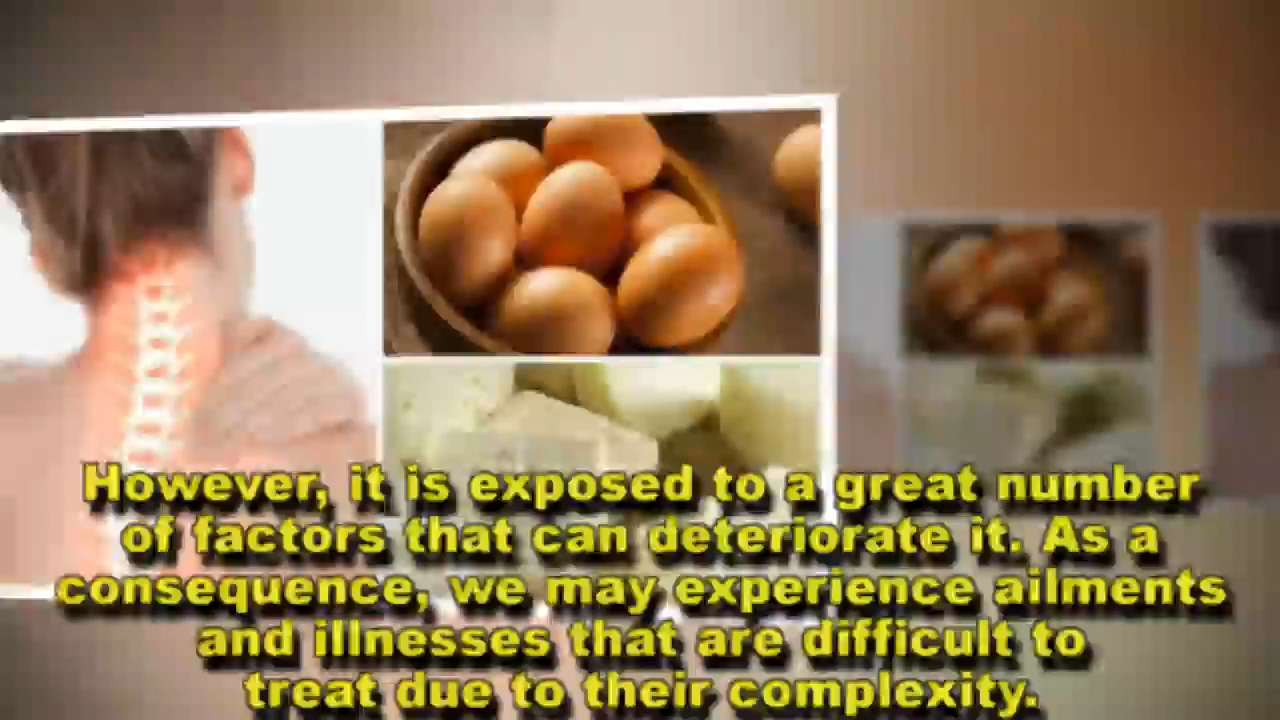 However, it is exposed to a great number
of factors that can deteriorate it. As a
consequence, we may experience ailments
and illnesses that are difficult to
treat due to their complexity.